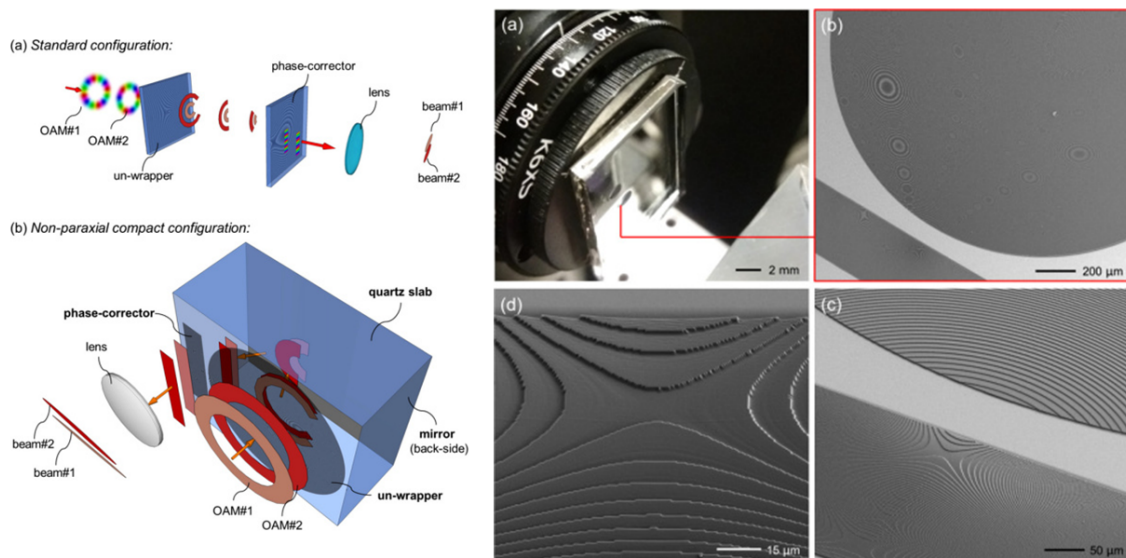 (a) Standard configuration:
phase-corrector
lens
beam#1
OAM#1
OAM#2
un-wrapper
beam#2
(b) Non-paraxial compact configuration:
quartz slab
phase-corrector
lens
mirror
(back-side)
beam#2
beam#1
un-wrapper
OAM#1
OAM#2
(a)
120
140
160
180
2 mm
(b)
200 µm
(d)
15 µm
(c)
50 µm